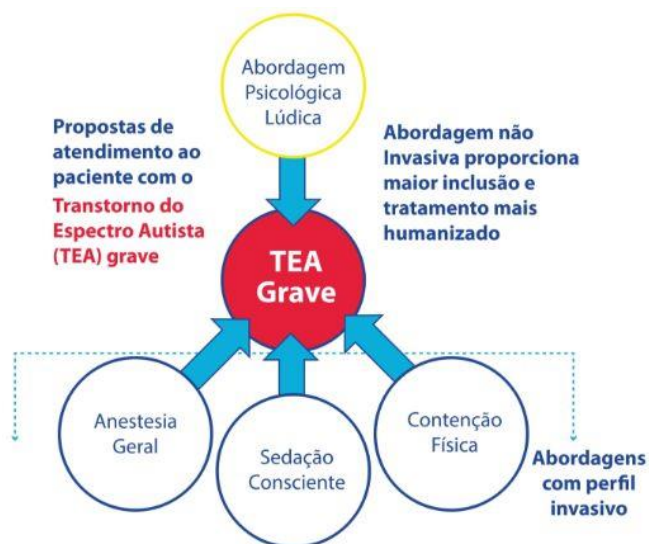 Abordagem
Psicológica
Lúdica
Propostas de
atendimento ao
paciente com o
Transtorno do
Espectro Autista
(TEA) grave
Abordagem não
Invasiva proporciona
maior inclusão e
tratamento mais
humanizado
TEA
Grave
Anestesia
Geral
Sedação
Consciente
Contenção
Física
Abordagens
com perfil
invasivo